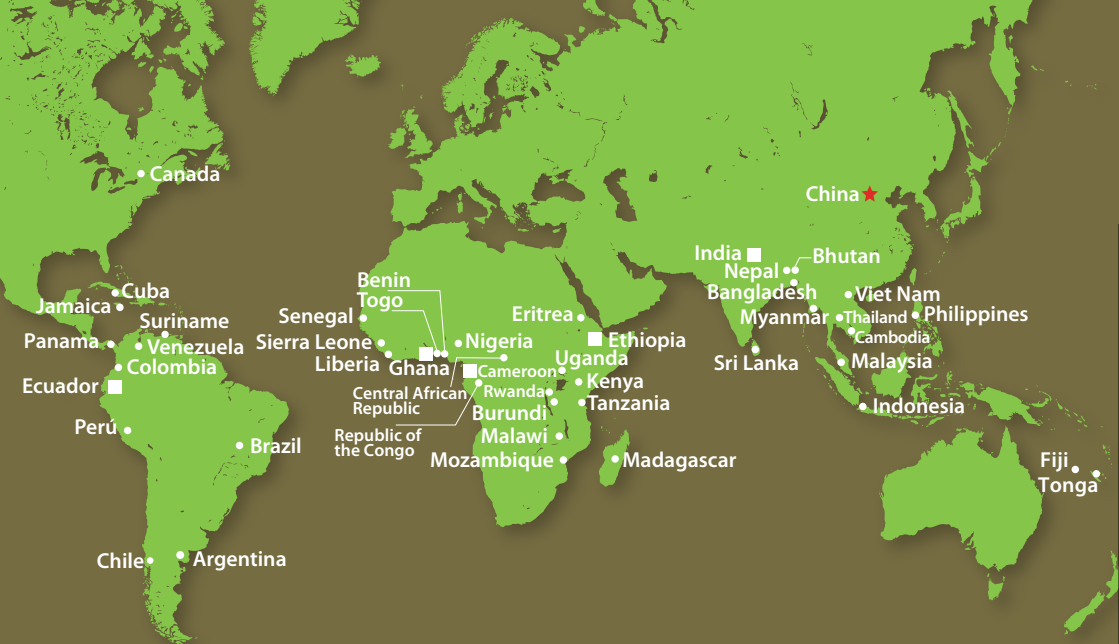 Canada
China
India
Bhutan
Nepal
Bangladesh
Viet Nam
Myanmar
Thailand
Philippines
Cambodia
Sri Lanka
Malaysia
Indonesia
Cuba
Jamaica
Suriname
Panama
Venezuela
Colombia
Ecuador
Perú
Brazil
Chile
Argentina
Benin
Togo
Senegal
Eritrea
Sierra Leone
Nigeria
Ethiopia
Liberia
Ghana
Uganda
Cameroon
Central African
Republic
Rwanda
Kenya
Burundi
Tanzania
Republic of
the Congo
Malawi
Mozambique
Madagascar
Fiji
Tonga